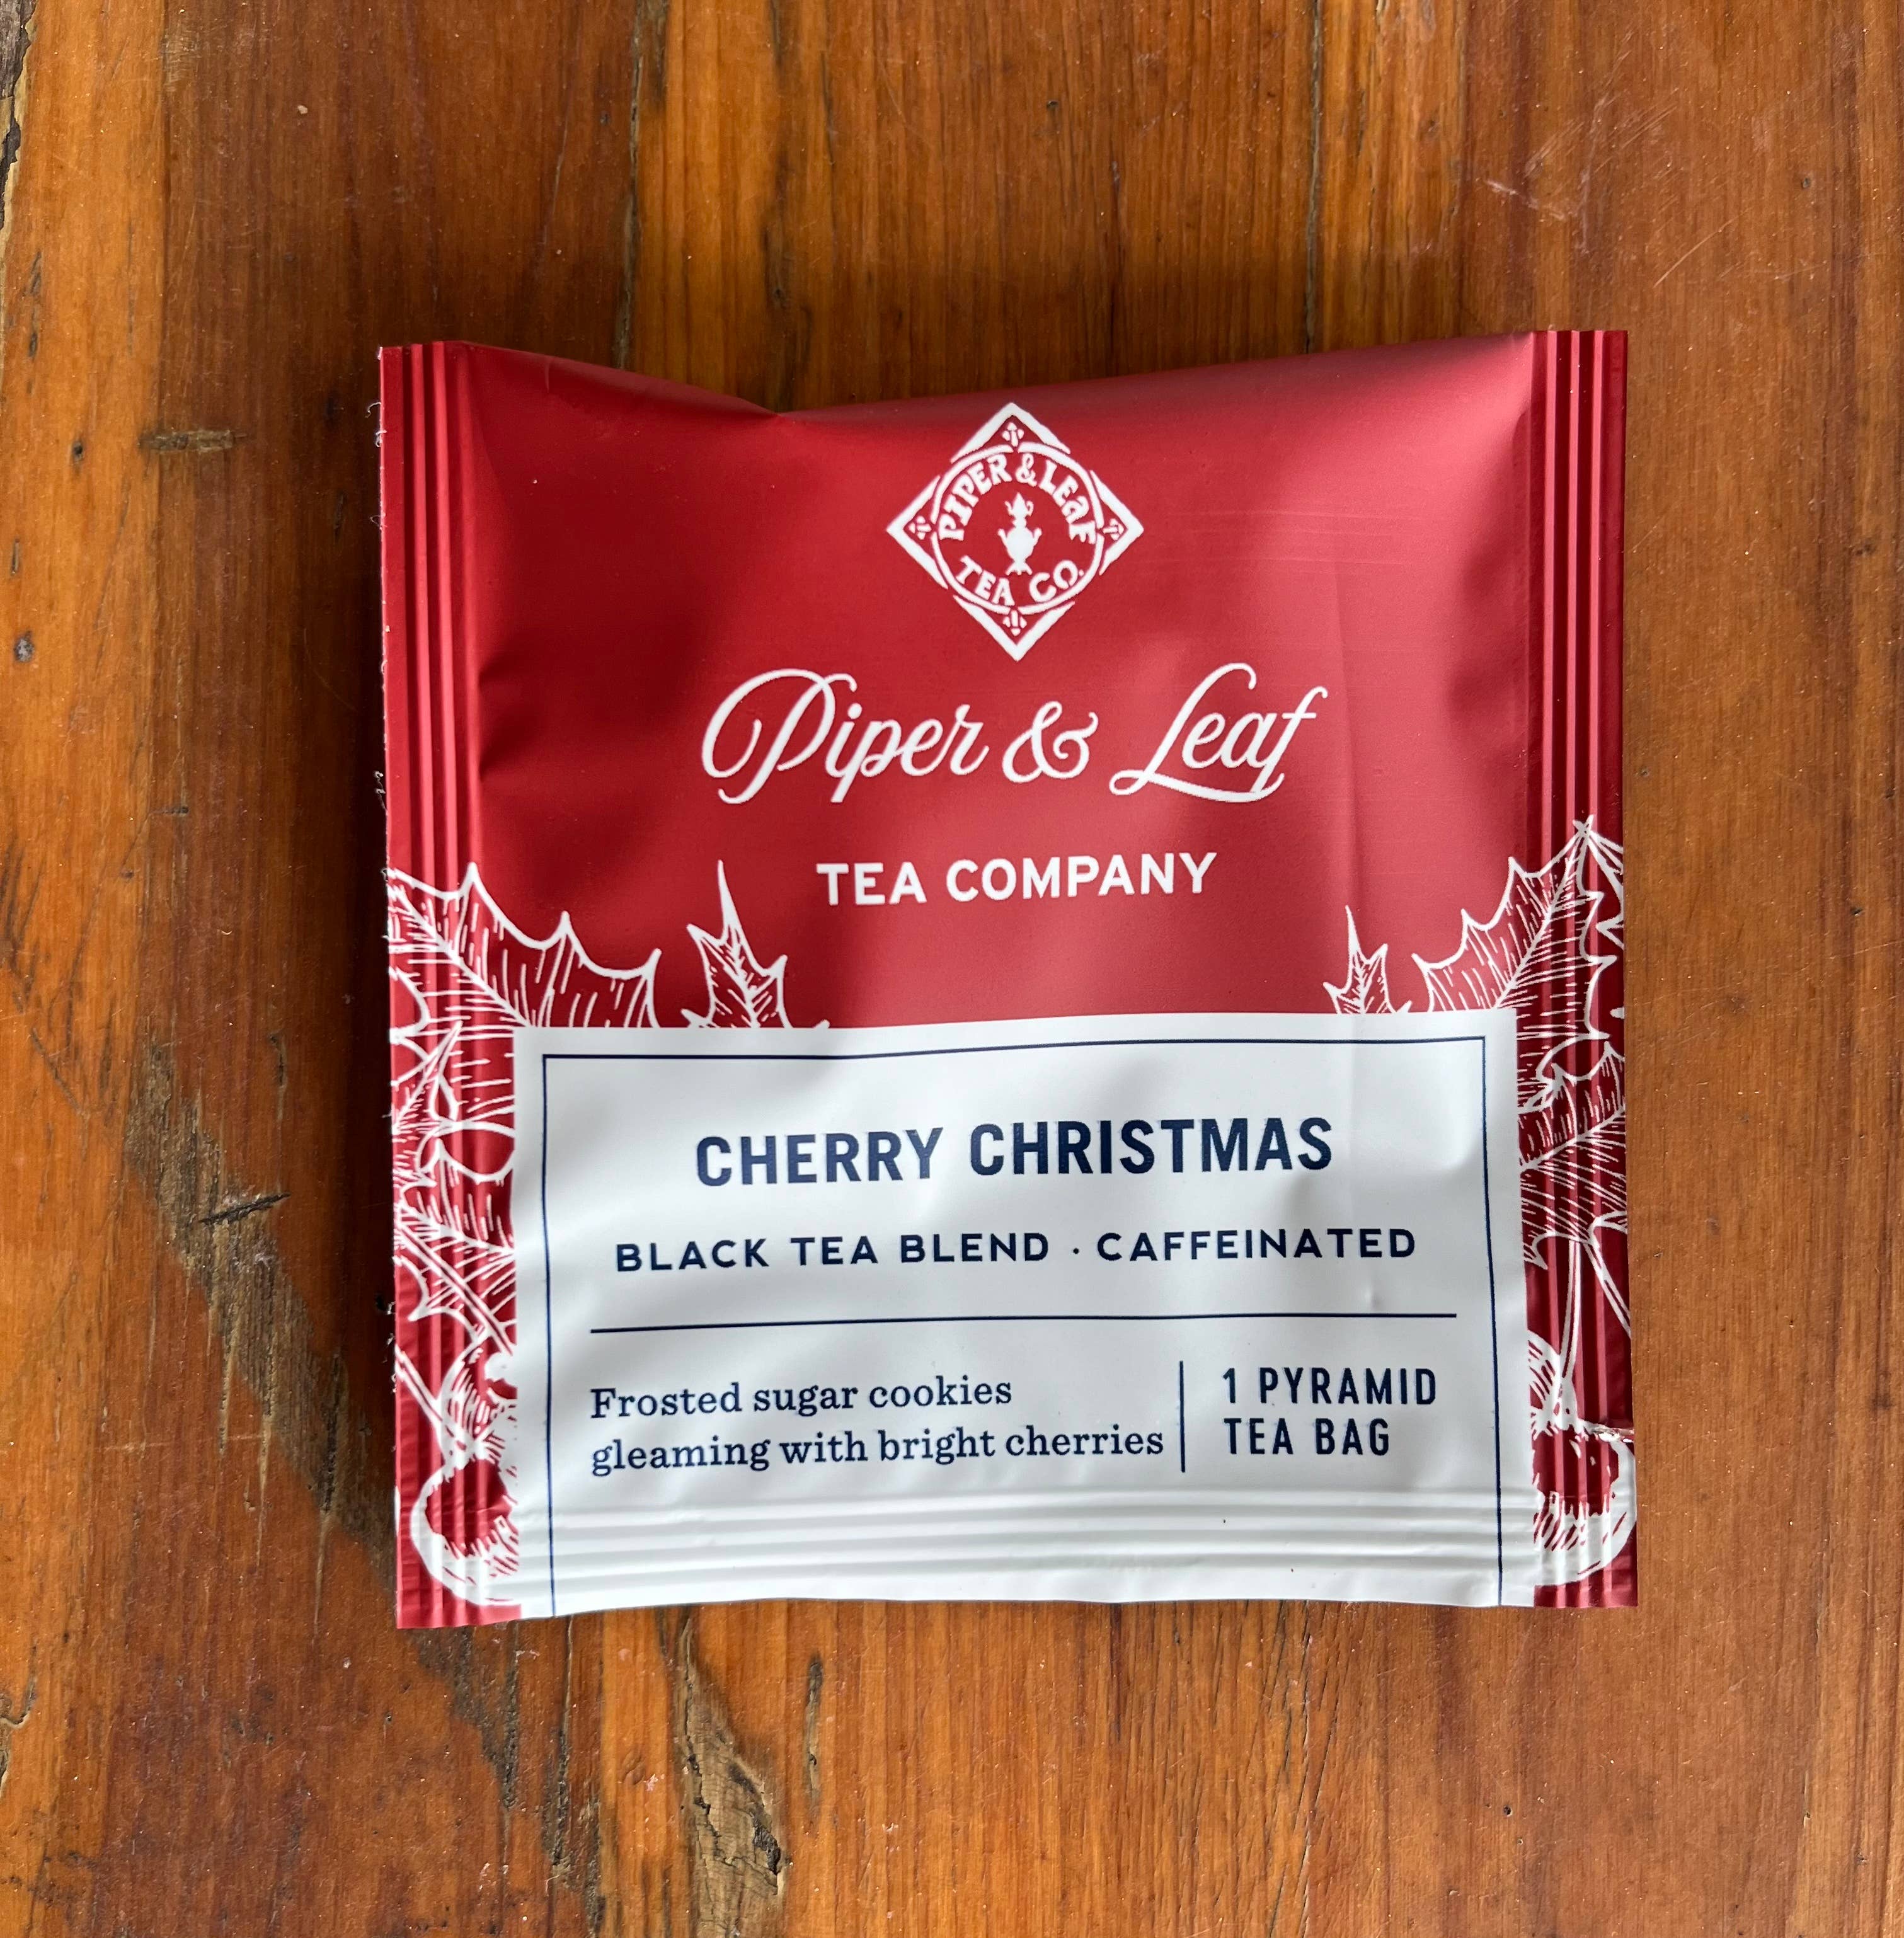 PIPER & LEAF
TEA CO.
Piper & Leaf
TEA COMPANY
CHERRY CHRISTMAS
BLACK TEA BLEND · CAFFEINATED
Frosted sugar cookies
gleaming with bright cherries
1 PYRAMID
TEA BAG